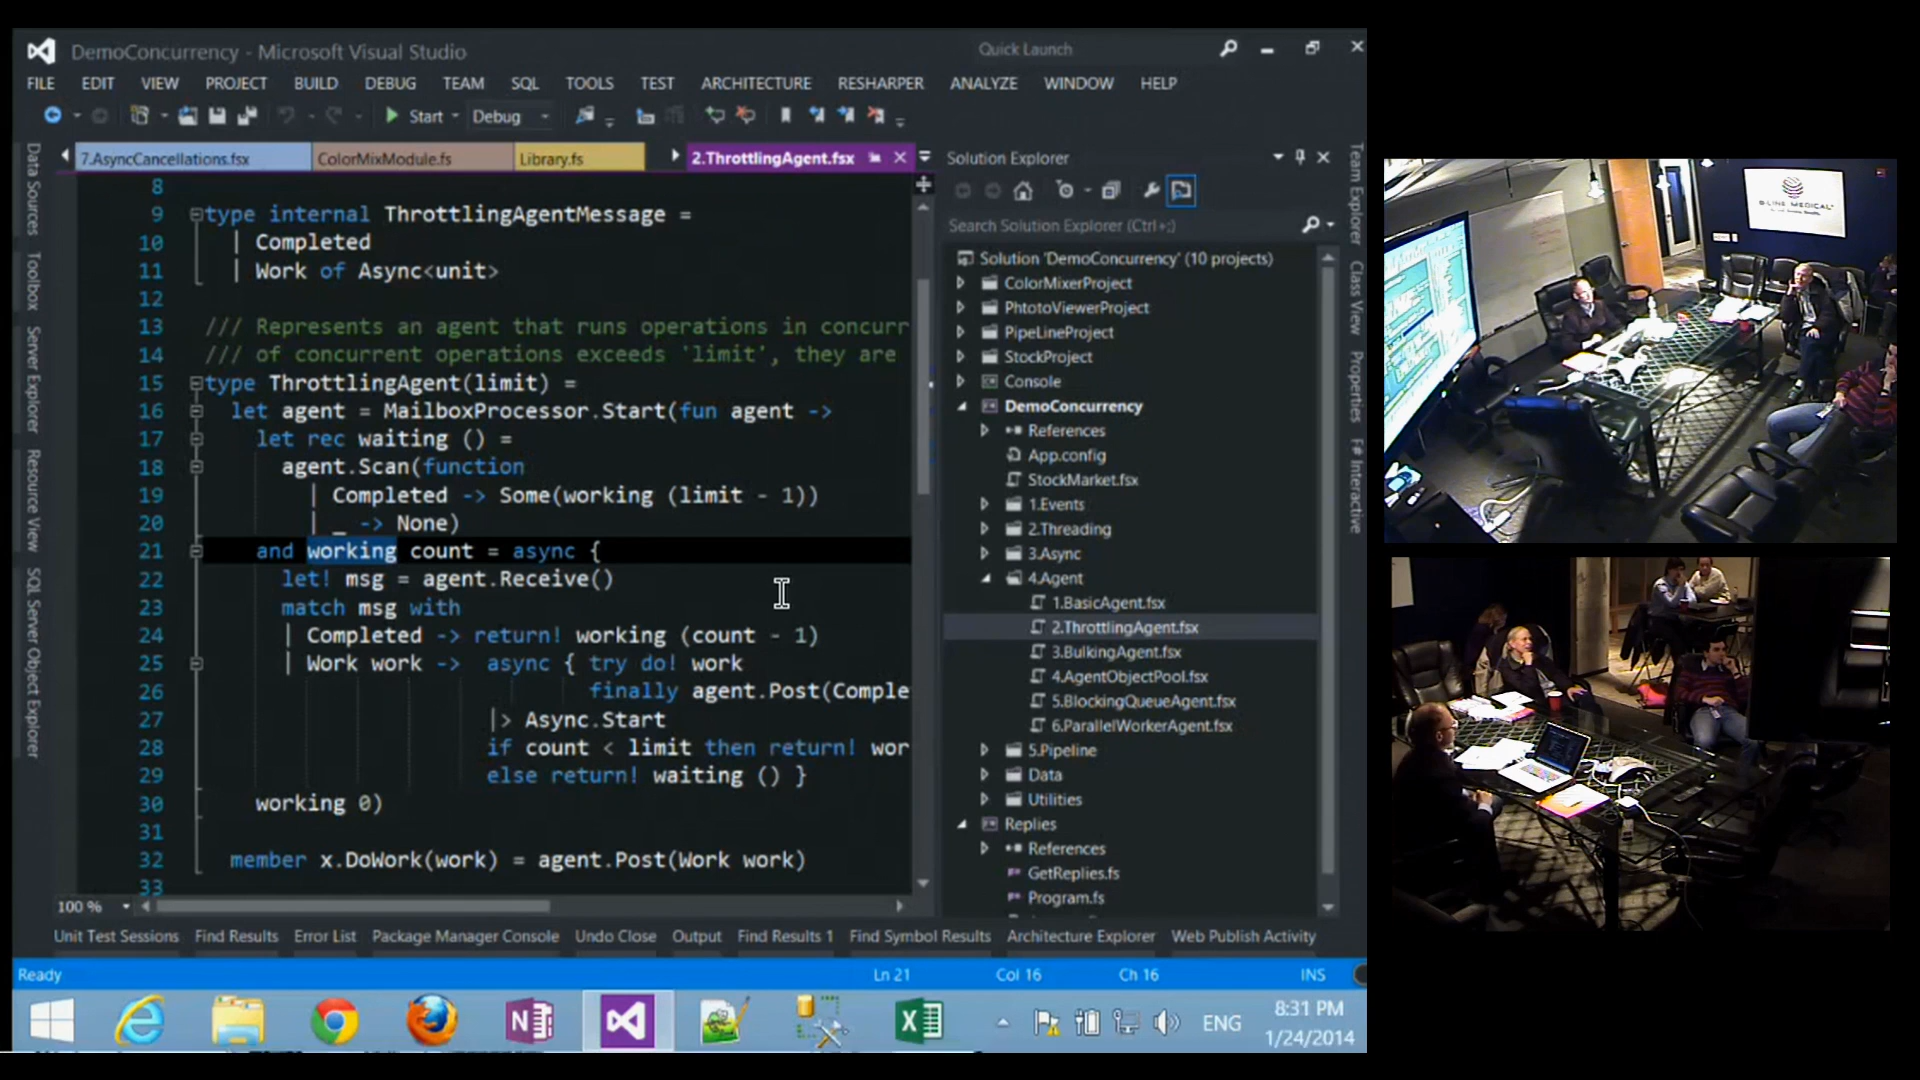 DemoConcurrency - Microsoft Visual Studio
Quick Launch
FILE EDIT VIEW PROJECT BUILD DEBUG TEAM SQL TOOLS TEST ARCHITECTURE RESHARPER ANALYZE WINDOW HELP
Start Debug
7.AsyncCancellations.fsx ColorMixModule.fs Library.fs 2.ThrottlingAgent.fsx
8
9 type internal ThrottlingAgentMessage =
10 | Completed
11 | Work of Async<unit>
12
13 /// Represents an agent that runs operations in concurr
14 /// of concurrent operations exceeds 'limit', they are
15 type ThrottlingAgent(limit) =
16 let agent = MailboxProcessor.Start(fun agent ->
17 let rec waiting () =
18 agent.Scan(function
19 | Completed -> Some(working (limit - 1))
20 | _ -> None)
21 and working count = async {
22 let! msg = agent.Receive()
23 match msg with
24 | Completed -> return! working (count - 1)
25 | Work work -> async { try do! work
26 finally agent.Post(Comple
27 |> Async.Start
28 if count < limit then return! wor
29 else return! waiting () }
30 working 0)
31
32 member x.DoWork(work) = agent.Post(Work work)
33
100 %
Data Sources
Toolbox
Server Explorer
Resource View
SQL Server Object Explorer
Solution Explorer
Search Solution Explorer (Ctrl+;)
Solution 'DemoConcurrency' (10 projects)
ColorMixerProject
PhtotoViewerProject
PipeLineProject
StockProject
Console
DemoConcurrency
References
App.config
StockMarket.fsx
1.Events
2.Threading
3.Async
4.Agent
1.BasicAgent.fsx
2.ThrottlingAgent.fsx
3.BulkingAgent.fsx
4.AgentObjectPool.fsx
5.BlockingQueueAgent.fsx
6.ParallelWorkerAgent.fsx
5.Pipeline
Data
Utilities
Replies
References
GetReplies.fs
Program.fs
Team Explorer
Class View
Properties
F# Interactive
Unit Test Sessions Find Results Error List Package Manager Console Undo Close Output Find Results 1 Find Symbol Results Architecture Explorer Web Publish Activity
Ready Ln 21 Col 16 Ch 16 INS
ENG
8:31 PM
1/24/2014
B-LINE MEDICAL